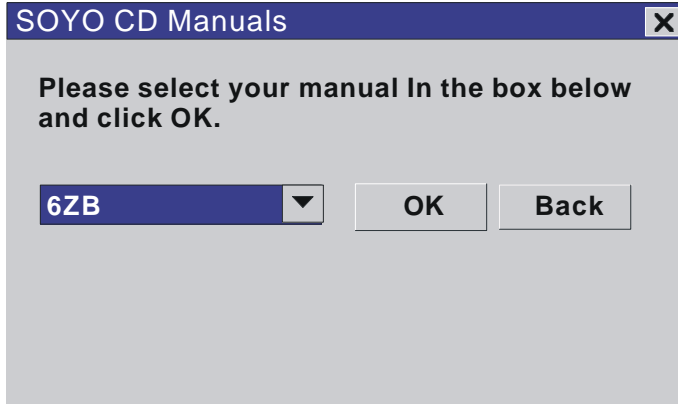 SOYO CD Manuals
Please select your manual In the box below
and click OK.
6ZB OK Back